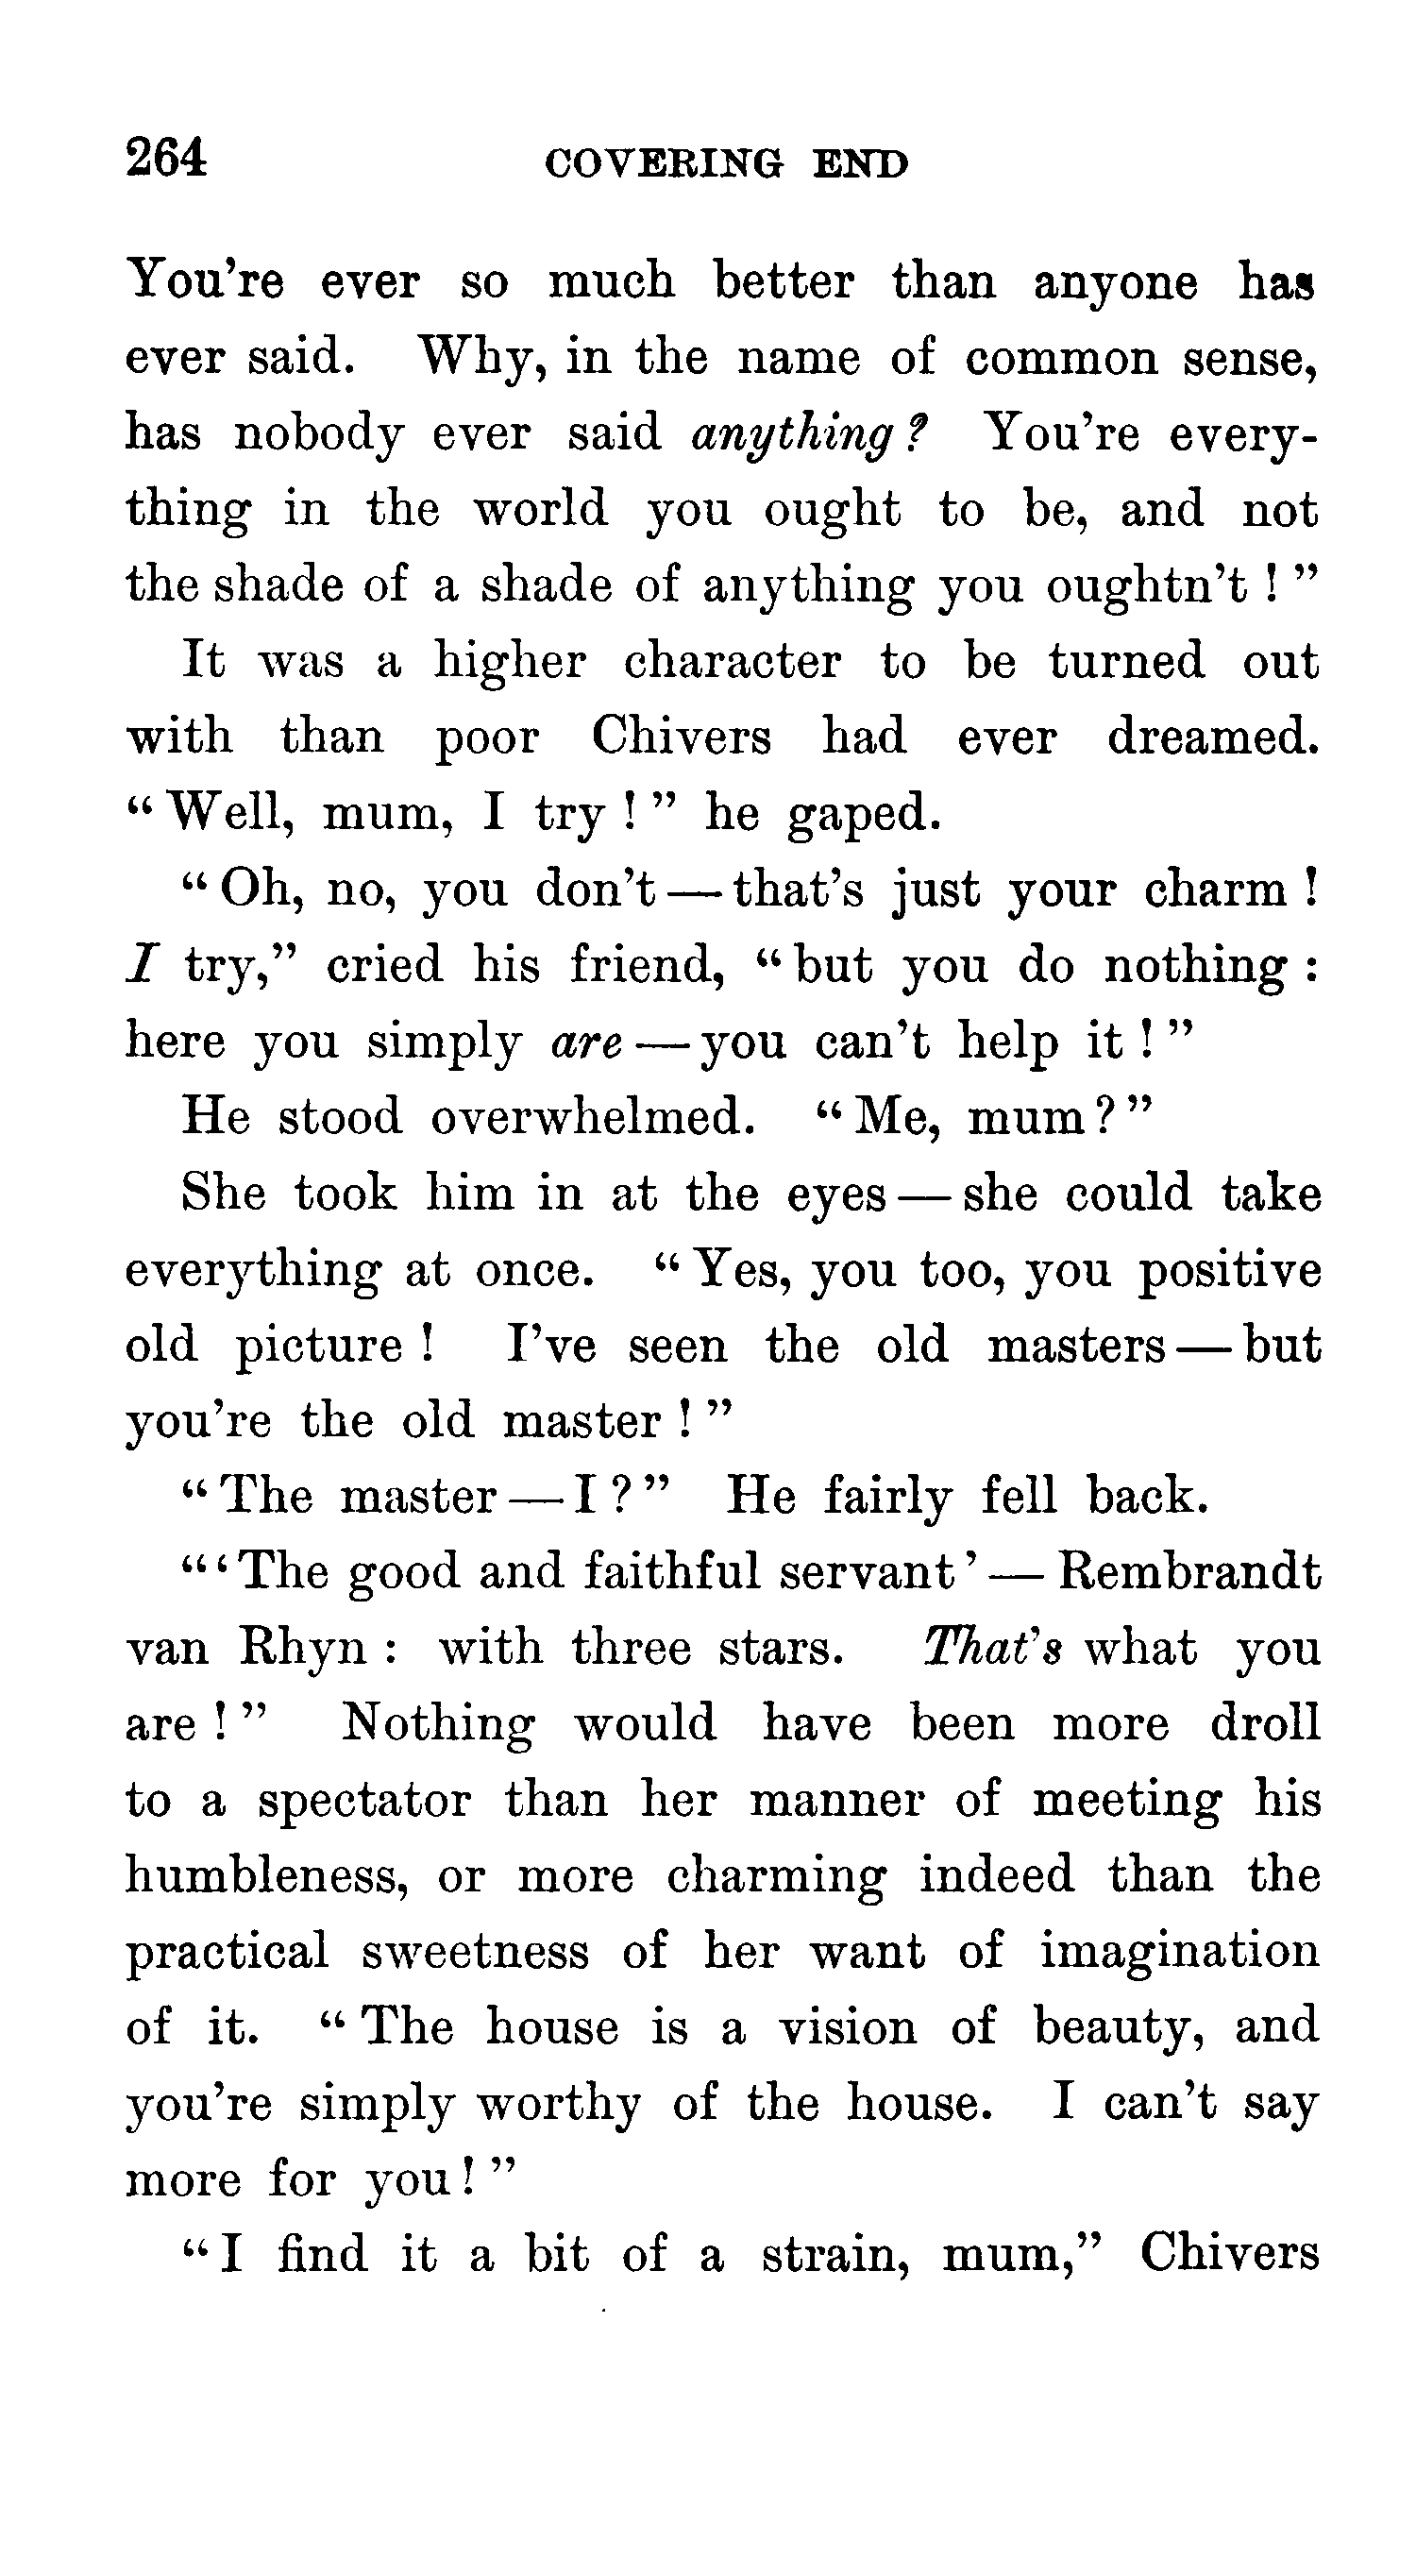 264 COVERING END
You're ever so much better than anyone has
ever said. Why, in the name of common sense,
has nobody ever said anything? You're every-
thing in the world you ought to be, and not
the shade of a shade of anything you oughtn't!"
It was a higher character to be turned out
with than poor Chivers had ever dreamed.
"Well, mum, I try!" he gaped.
"Oh, no, you don't—that's just your charm!
I try," cried his friend, "but you do nothing:
here you simply are—you can't help it!"
He stood overwhelmed. "Me, mum?"
She took him in at the eyes—she could take
everything at once. "Yes, you too, you positive
old picture! I've seen the old masters—but
you're the old master!"
"The master—I?" He fairly fell back.
"'The good and faithful servant'—Rembrandt
van Rhyn: with three stars. That's what you
are!" Nothing would have been more droll
to a spectator than her manner of meeting his
humbleness, or more charming indeed than the
practical sweetness of her want of imagination
of it. "The house is a vision of beauty, and
you're simply worthy of the house. I can't say
more for you!"
"I find it a bit of a strain, mum," Chivers